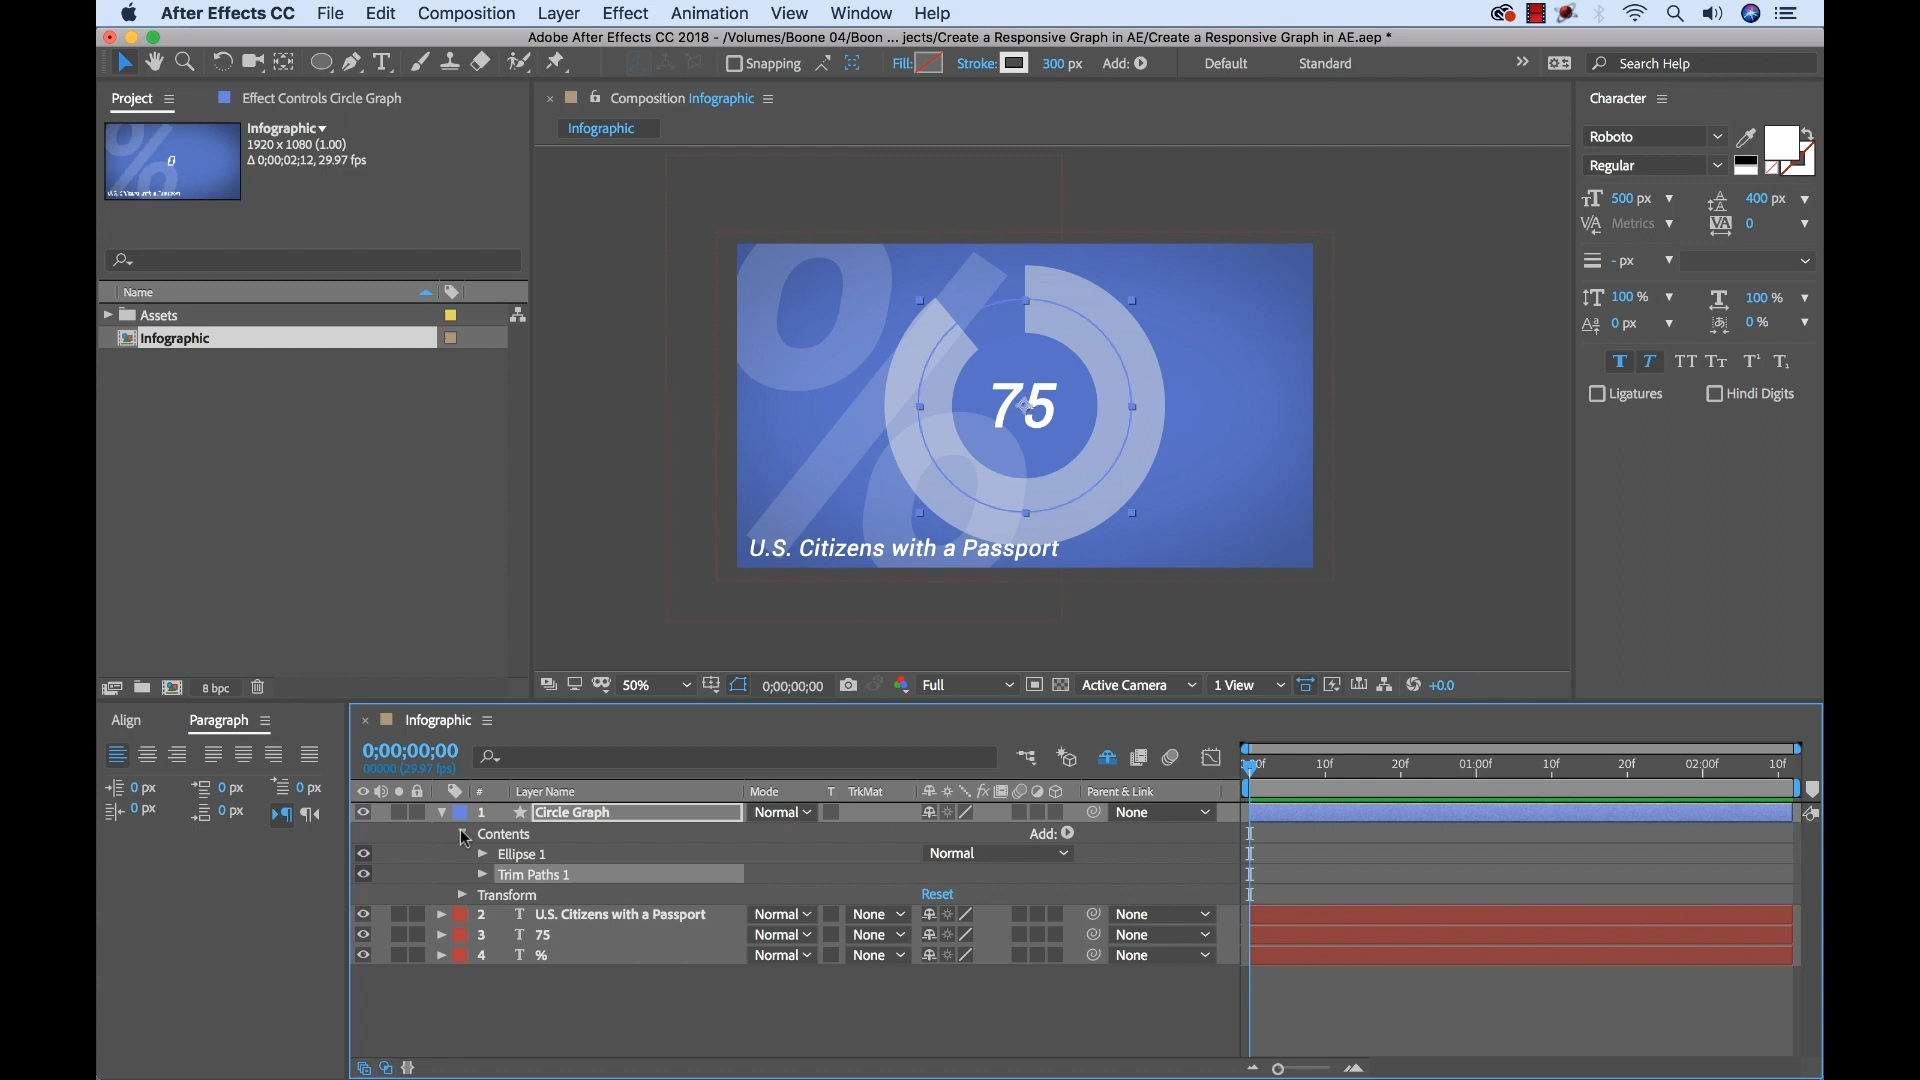 After Effects CC File Edit Composition Layer Effect Animation View Window Help
Adobe After Effects CC 2018 - /Volumes/Boone 04/Boon ... jects/Create a Responsive Graph in AE/Create a Responsive Graph in AE.aep *
Snapping Fill: Stroke: 300 px Add: Default Standard Search Help
Project Effect Controls Circle Graph
Infographic
1920 x 1080 (1.00)
Δ 0;00;02;12, 29.97 fps
Name
Assets
Infographic
8 bpc
Composition Infographic
Infographic
%
75
U.S. Citizens with a Passport
50% 0;00;00;00 Full Active Camera 1 View +0.0
Character
Roboto
Regular
500 px 400 px
Metrics 0
- px
100 % 100 %
0 px 0 %
T T TT Tт T¹ T₁
Ligatures Hindi Digits
Align Paragraph
0 px 0 px 0 px
0 px 0 px
Infographic
0;00;00;00
00000 (29.97 fps)
10f 20f 01:00f 10f 20f 02:00f 10f
# Layer Name Mode T TrkMat Parent & Link
1 Circle Graph Normal None
Contents Add:
Ellipse 1 Normal
Trim Paths 1
Transform Reset
2 T U.S. Citizens with a Passport Normal None None
3 T 75 Normal None None
4 T % Normal None None